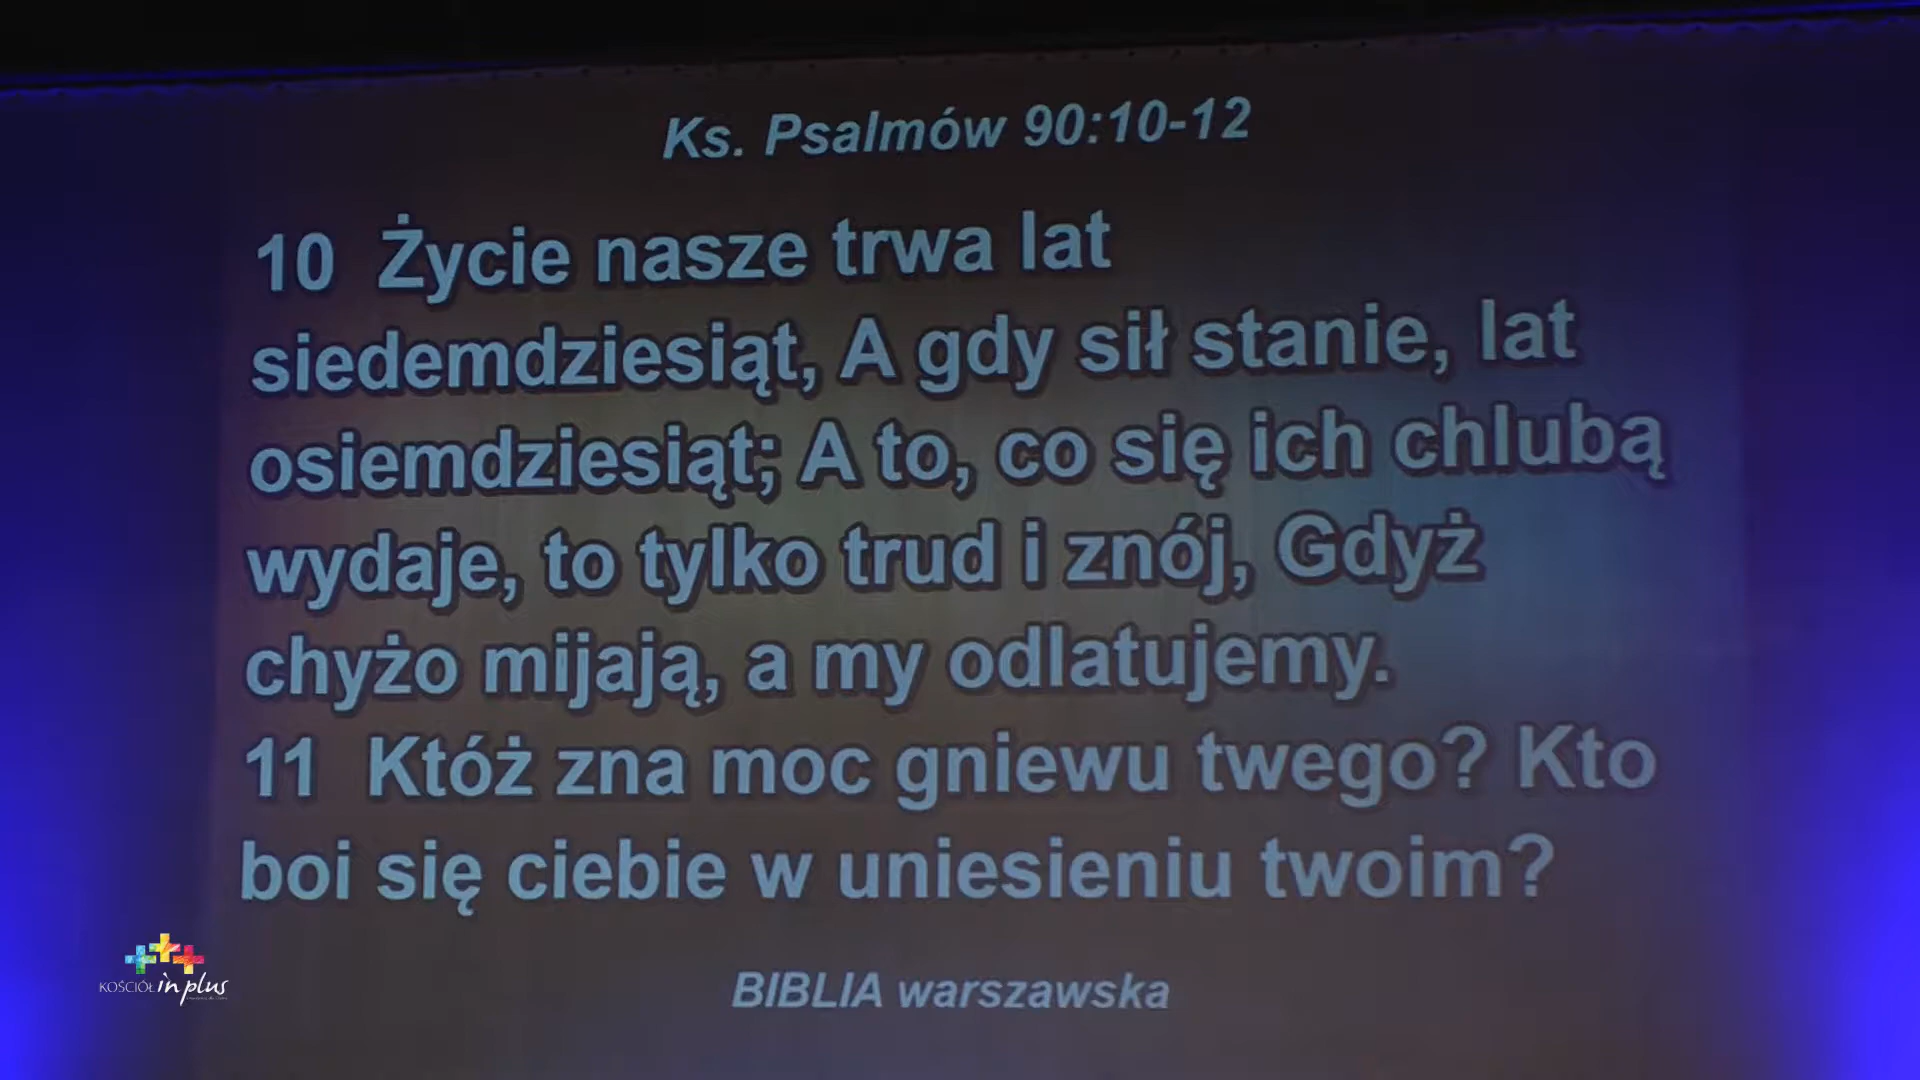 Ks. Psalmów 90:10-12
10 Życie nasze trwa lat
siedemdziesiąt, A gdy sił stanie, lat
osiemdziesiąt; A to, co się ich chlubą
wydaje, to tylko trud i znój, Gdyż
chyżo mijają, a my odlatujemy.
11 Któż zna moc gniewu twego? Kto
boi się ciebie w uniesieniu twoim?
BIBLIA warszawska
KOŚCIÓŁ in plus